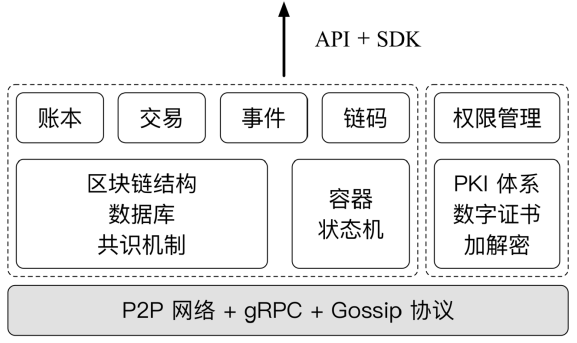 API + SDK
账本
交易
事件
链码
权限管理
区块链结构
数据库
共识机制
容器
状态机
PKI 体系
数字证书
加解密
P2P 网络 + gRPC + Gossip 协议